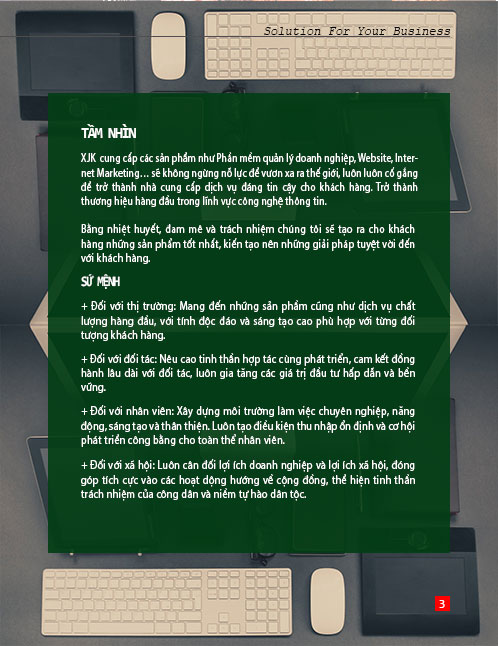 Solution For Your Business
TẦM NHÌN
XJK cung cấp các sản phẩm như Phần mềm quản lý doanh nghiệp, Website, Inter-
net Marketing… sẽ không ngừng nỗ lực để vươn xa ra thế giới, luôn luôn cố gắng
để trở thành nhà cung cấp dịch vụ đáng tin cậy cho khách hàng. Trở thành
thương hiệu hàng đầu trong lĩnh vực công nghệ thông tin.
Bằng nhiệt huyết, đam mê và trách nhiệm chúng tôi sẽ tạo ra cho khách
hàng những sản phẩm tốt nhất, kiến tạo nên những giải pháp tuyệt vời đến
với khách hàng.
SỨ MỆNH
+ Đối với thị trường: Mang đến những sản phẩm cũng như dịch vụ chất
lượng hàng đầu, với tính độc đáo và sáng tạo cao phù hợp với từng đối
tượng khách hàng.
+ Đối với đối tác: Nêu cao tinh thần hợp tác cùng phát triển, cam kết đồng
hành lâu dài với đối tác, luôn gia tăng các giá trị đầu tư hấp dẫn và bền
vững.
+ Đối với nhân viên: Xây dựng môi trường làm việc chuyên nghiệp, năng
động, sáng tạo và thân thiện. Luôn tạo điều kiện thu nhập ổn định và cơ hội
phát triển công bằng cho toàn thể nhân viên.
+ Đối với xã hội: Luôn cân đối lợi ích doanh nghiệp và lợi ích xã hội, đóng
góp tích cực vào các hoạt động hướng về cộng đồng, thể hiện tinh thần
trách nhiệm của công dân và niềm tự hào dân tộc.
3